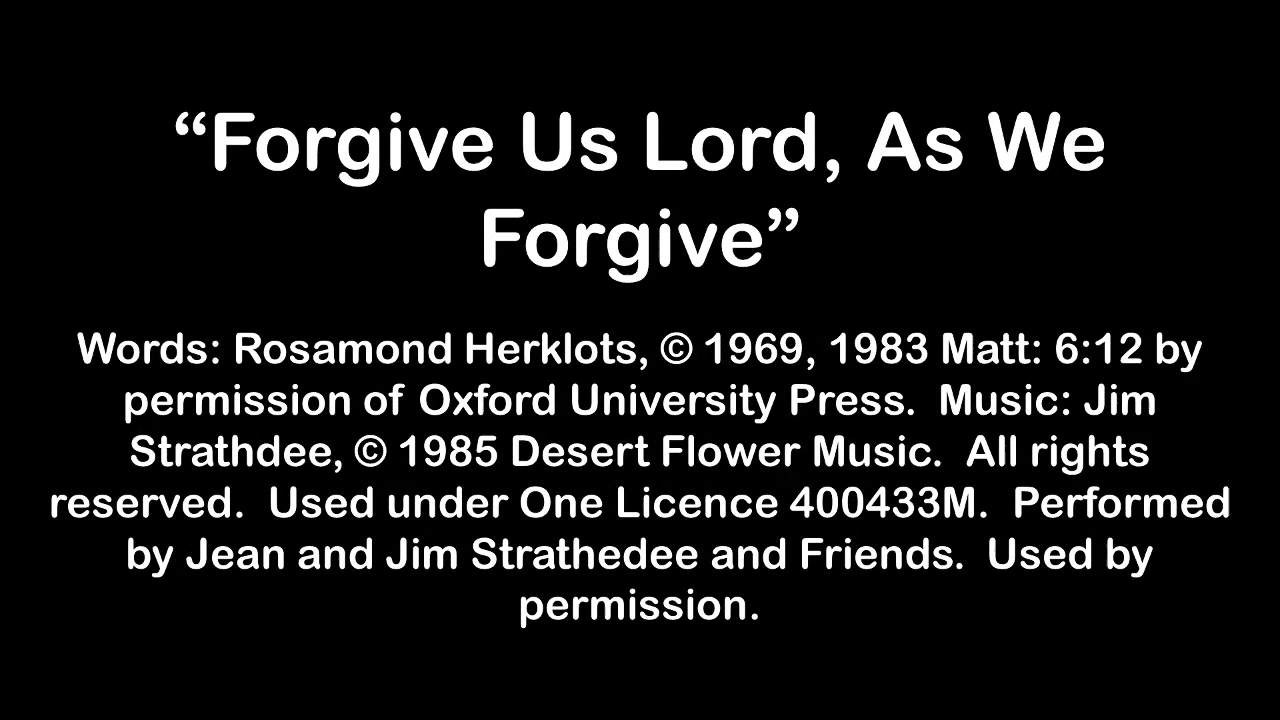 “Forgive Us Lord, As We
Forgive”
Words: Rosamond Herklots, © 1969, 1983 Matt: 6:12 by
permission of Oxford University Press.  Music: Jim
Strathdee, © 1985 Desert Flower Music.  All rights
reserved.  Used under One Licence 400433M.  Performed
by Jean and Jim Strathedee and Friends.  Used by
permission.